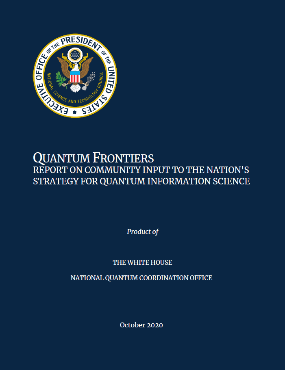 EXECUTIVE OFFICE OF THE PRESIDENT OF THE UNITED STATES
QUANTUM FRONTIERS
REPORT ON COMMUNITY INPUT TO THE NATION'S
STRATEGY FOR QUANTUM INFORMATION SCIENCE
Product of
THE WHITE HOUSE
NATIONAL QUANTUM COORDINATION OFFICE
October 2020